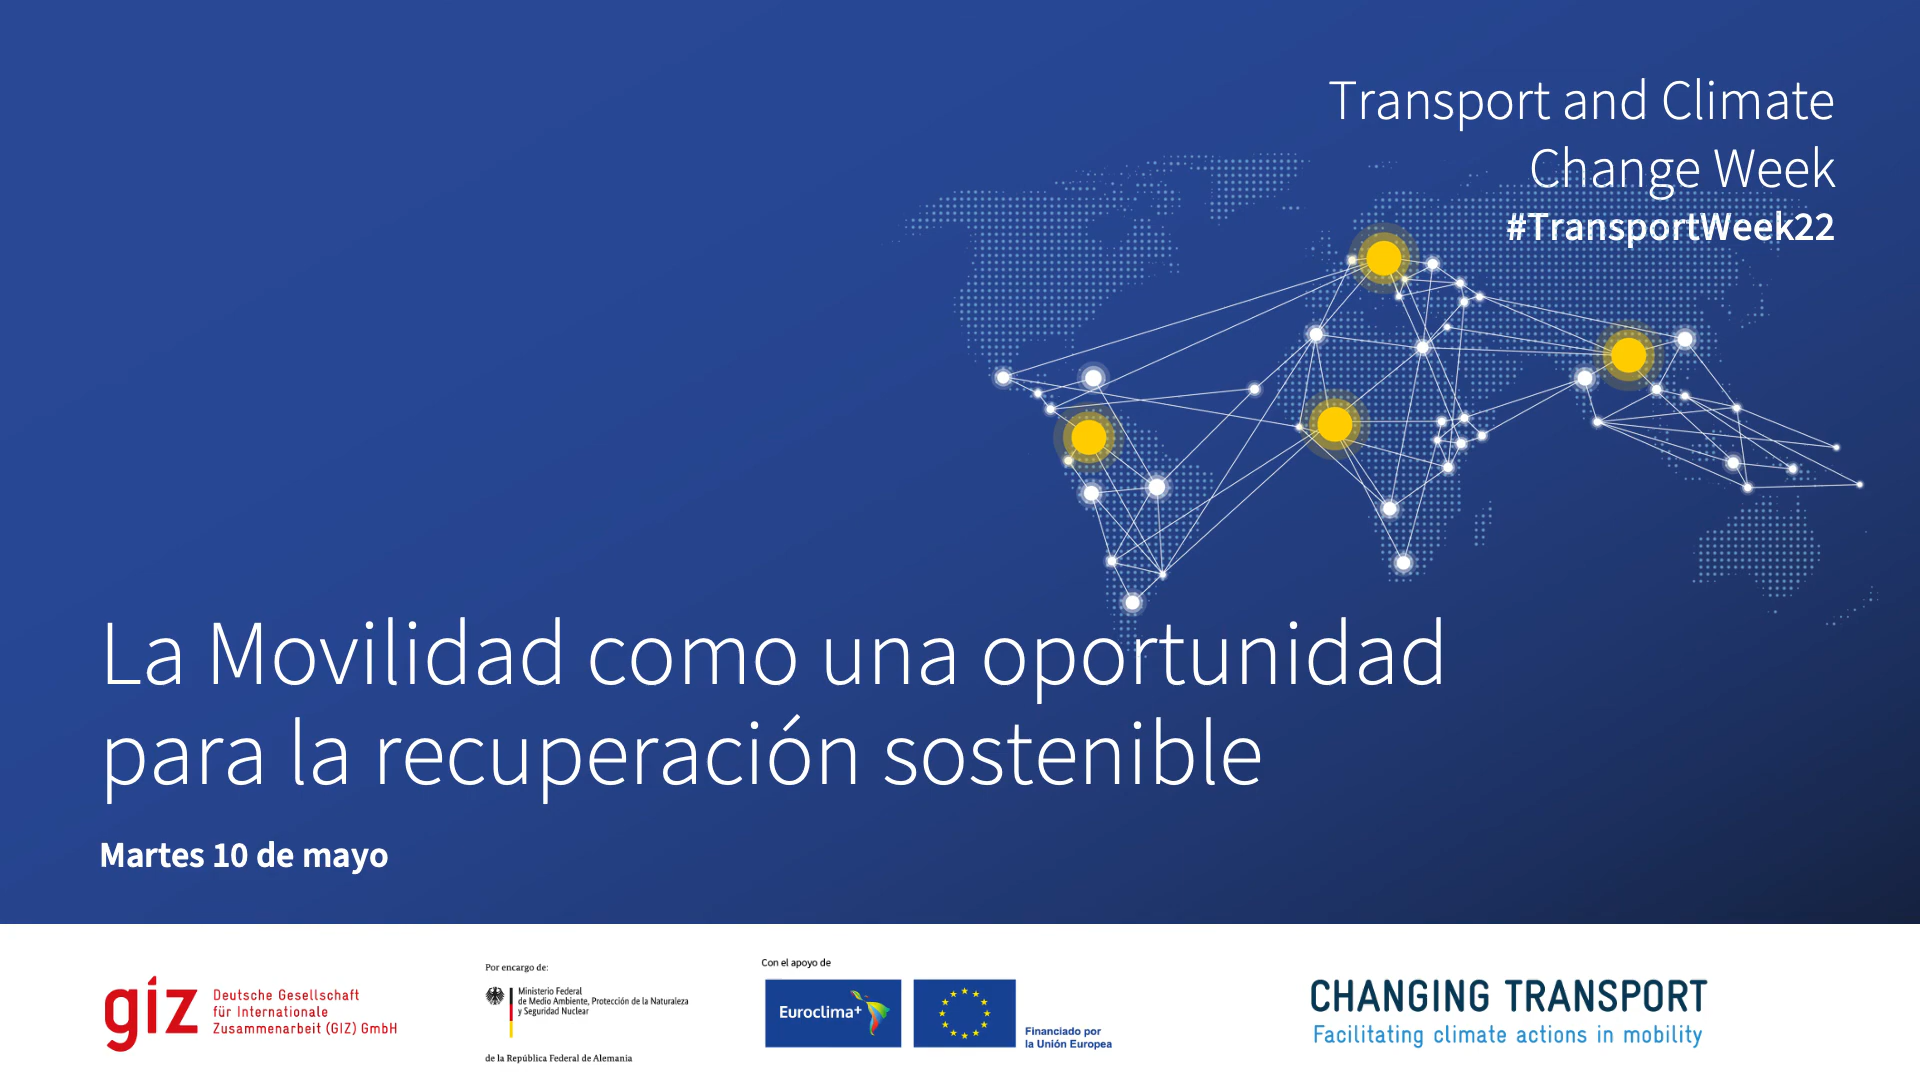 Transport and Climate
Change Week
#TransportWeek22
La Movilidad como una oportunidad
para la recuperación sostenible
Martes 10 de mayo
giz
Deutsche Gesellschaft
für Internationale
Zusammenarbeit (GIZ) GmbH
Por encargo de:
Ministerio Federal
de Medio Ambiente, Protección de la Naturaleza
y Seguridad Nuclear
de la República Federal de Alemania
Con el apoyo de
Euroclima+
Financiado por
la Unión Europea
CHANGING TRANSPORT
Facilitating climate actions in mobility